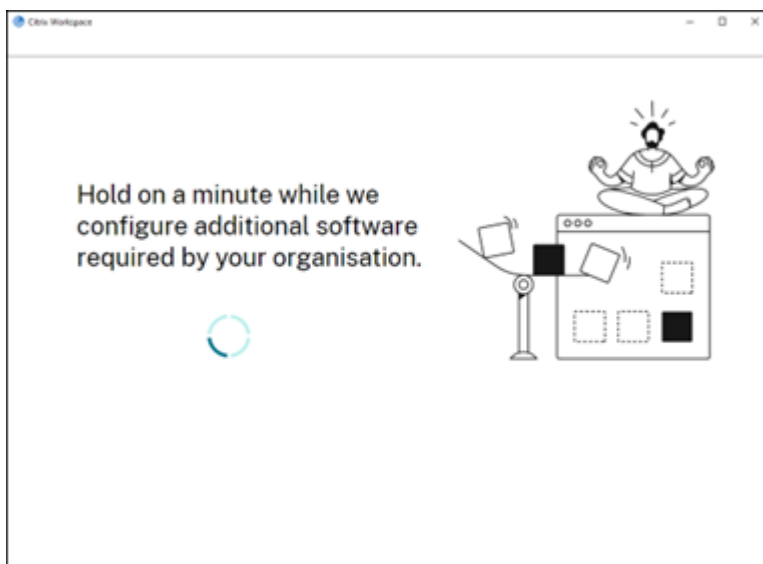 Citrix Workspace
Hold on a minute while we
configure additional software
required by your organisation.